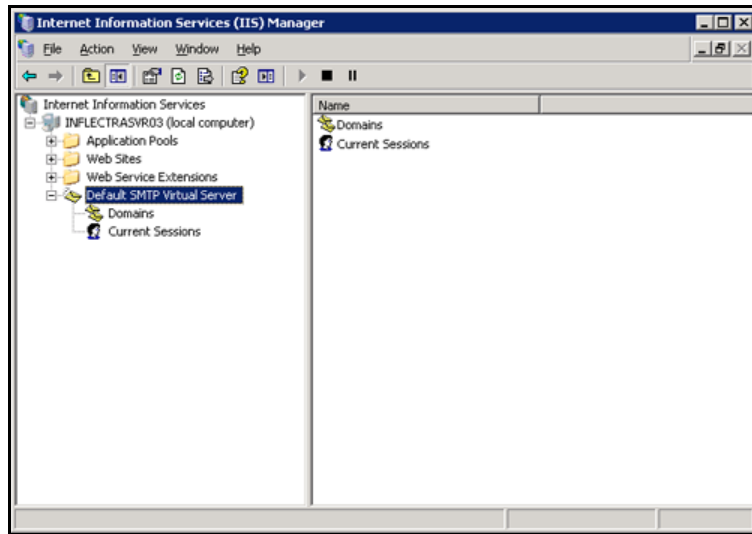 Internet Information Services (IIS) Manager
File Action View Window Help
Internet Information Services
INFLECTRASVR03 (local computer)
Application Pools
Web Sites
Web Service Extensions
Default SMTP Virtual Server
Domains
Current Sessions
Name
Domains
Current Sessions